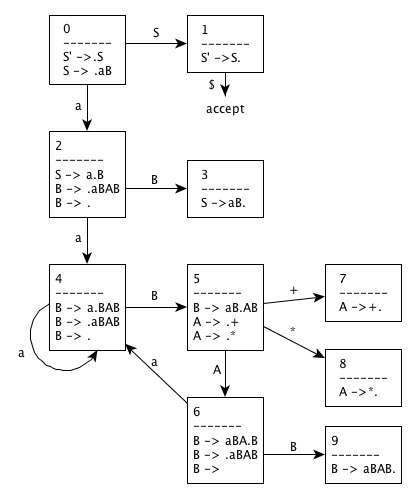 0
-------
S' ->.S
S -> .aB
S
1
-------
S' ->S.
$
accept
a
2
-------
S -> a.B
B -> .aBAB
B -> .
B
3
-------
S ->aB.
a
4
-------
B -> a.BAB
B -> .aBAB
B -> .
a
B
5
-------
B -> aB.AB
A -> .+
A -> .*
+
7
-------
A ->+.
*
8
-------
A ->*.
A
a
6
-------
B -> aBA.B
B -> .aBAB
B ->
B
9
-------
B -> aBAB.